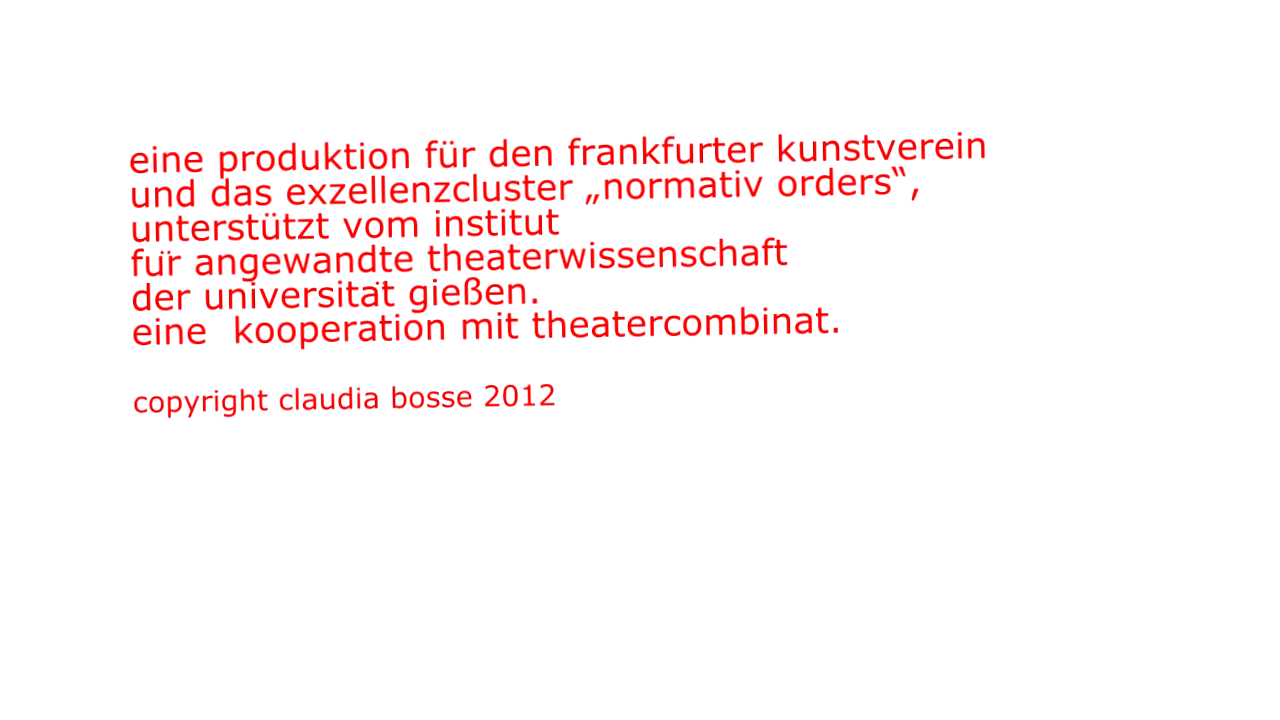 eine produktion für den frankfurter kunstverein
und das exzellenzcluster „normativ orders“,
unterstützt vom institut
für angewandte theaterwissenschaft
der universität gießen.
eine  kooperation mit theatercombinat.
copyright claudia bosse 2012